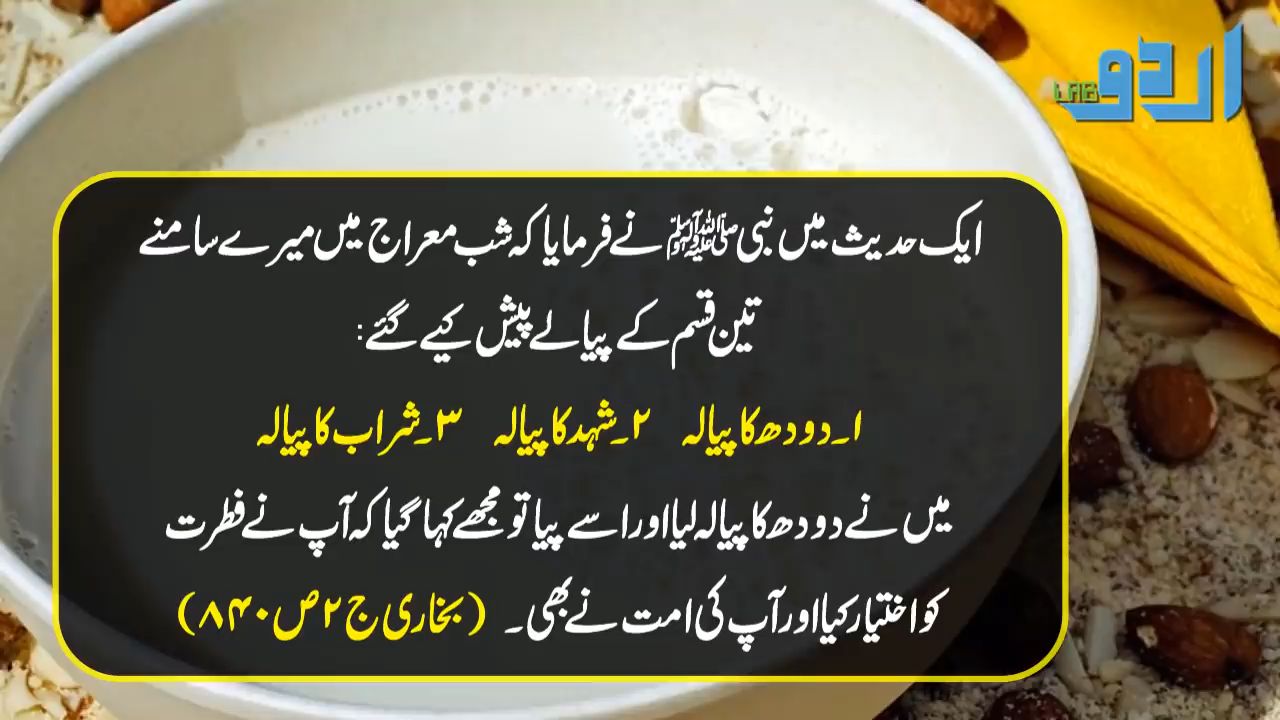 اردو
LAB
ایک حدیث میں نبی ﷺ نے فرمایا کہ شب معراج میں میرے سامنے
تین قسم کے پیالے پیش کیے گئے:
۱۔دودھ کا پیالہ ۲۔شہد کا پیالہ ۳۔شراب کا پیالہ
میں نے دودھ کا پیالہ لیا اور اسے پیا تو مجھے کہا گیا کہ آپ نے فطرت
کو اختیار کیا اور آپ کی امت نے بھی۔ (بخاری ج ۲ ص ۸۴۰)